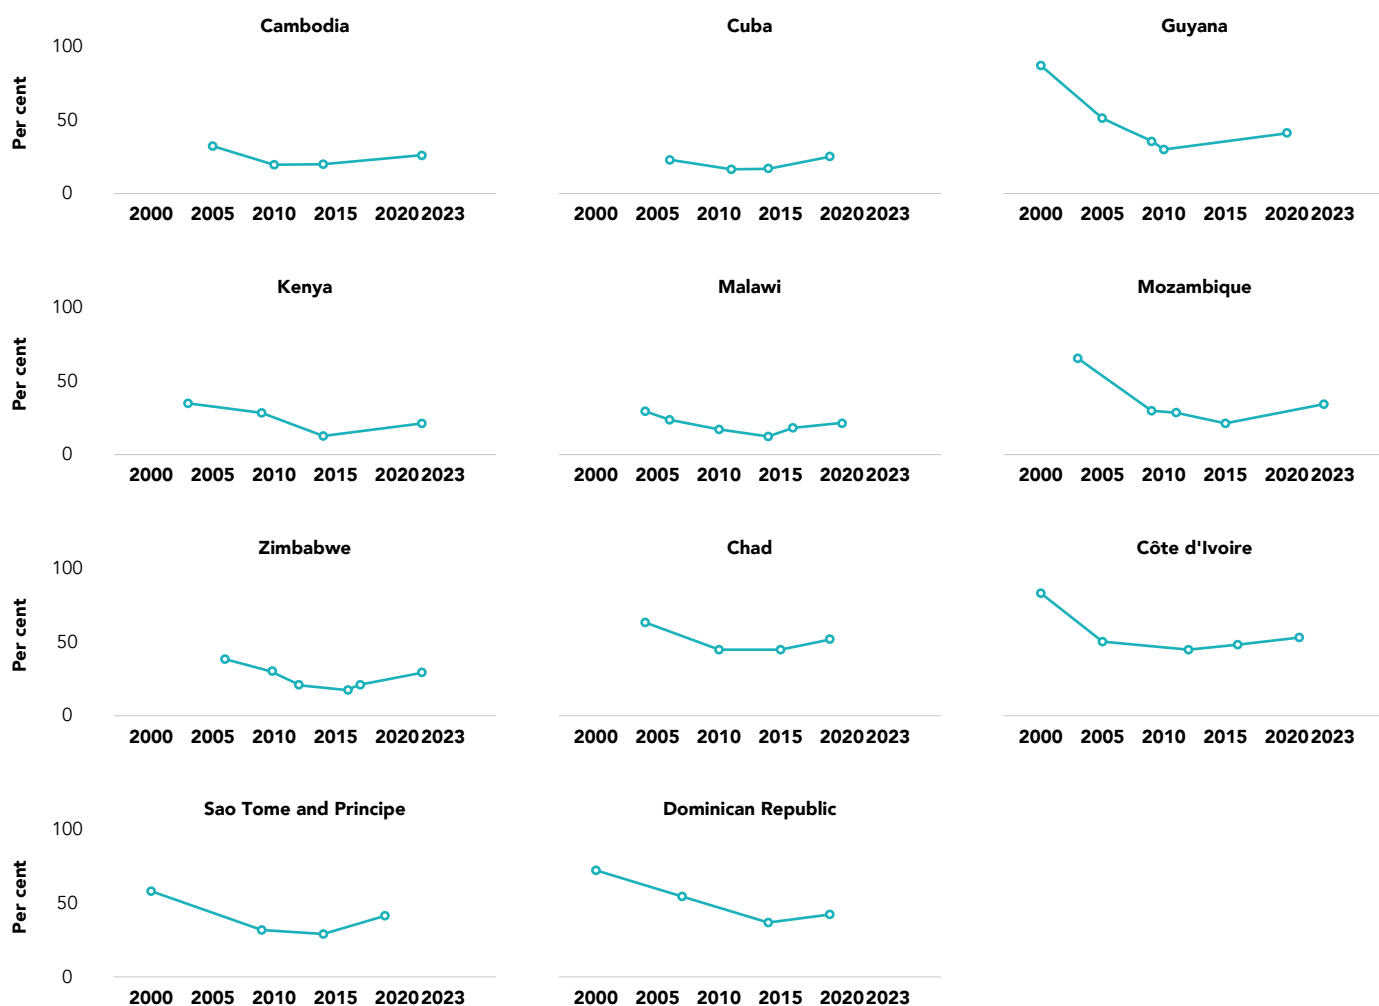 Cambodia Cuba Guyana
100
50
0
Per cent
2000 2005 2010 2015 2020 2023 2000 2005 2010 2015 2020 2023 2000 2005 2010 2015 2020 2023
Kenya Malawi Mozambique
100
50
0
Per cent
2000 2005 2010 2015 2020 2023 2000 2005 2010 2015 2020 2023 2000 2005 2010 2015 2020 2023
Zimbabwe Chad Côte d'Ivoire
100
50
0
Per cent
2000 2005 2010 2015 2020 2023 2000 2005 2010 2015 2020 2023 2000 2005 2010 2015 2020 2023
Sao Tome and Principe Dominican Republic
100
50
0
Per cent
2000 2005 2010 2015 2020 2023 2000 2005 2010 2015 2020 2023